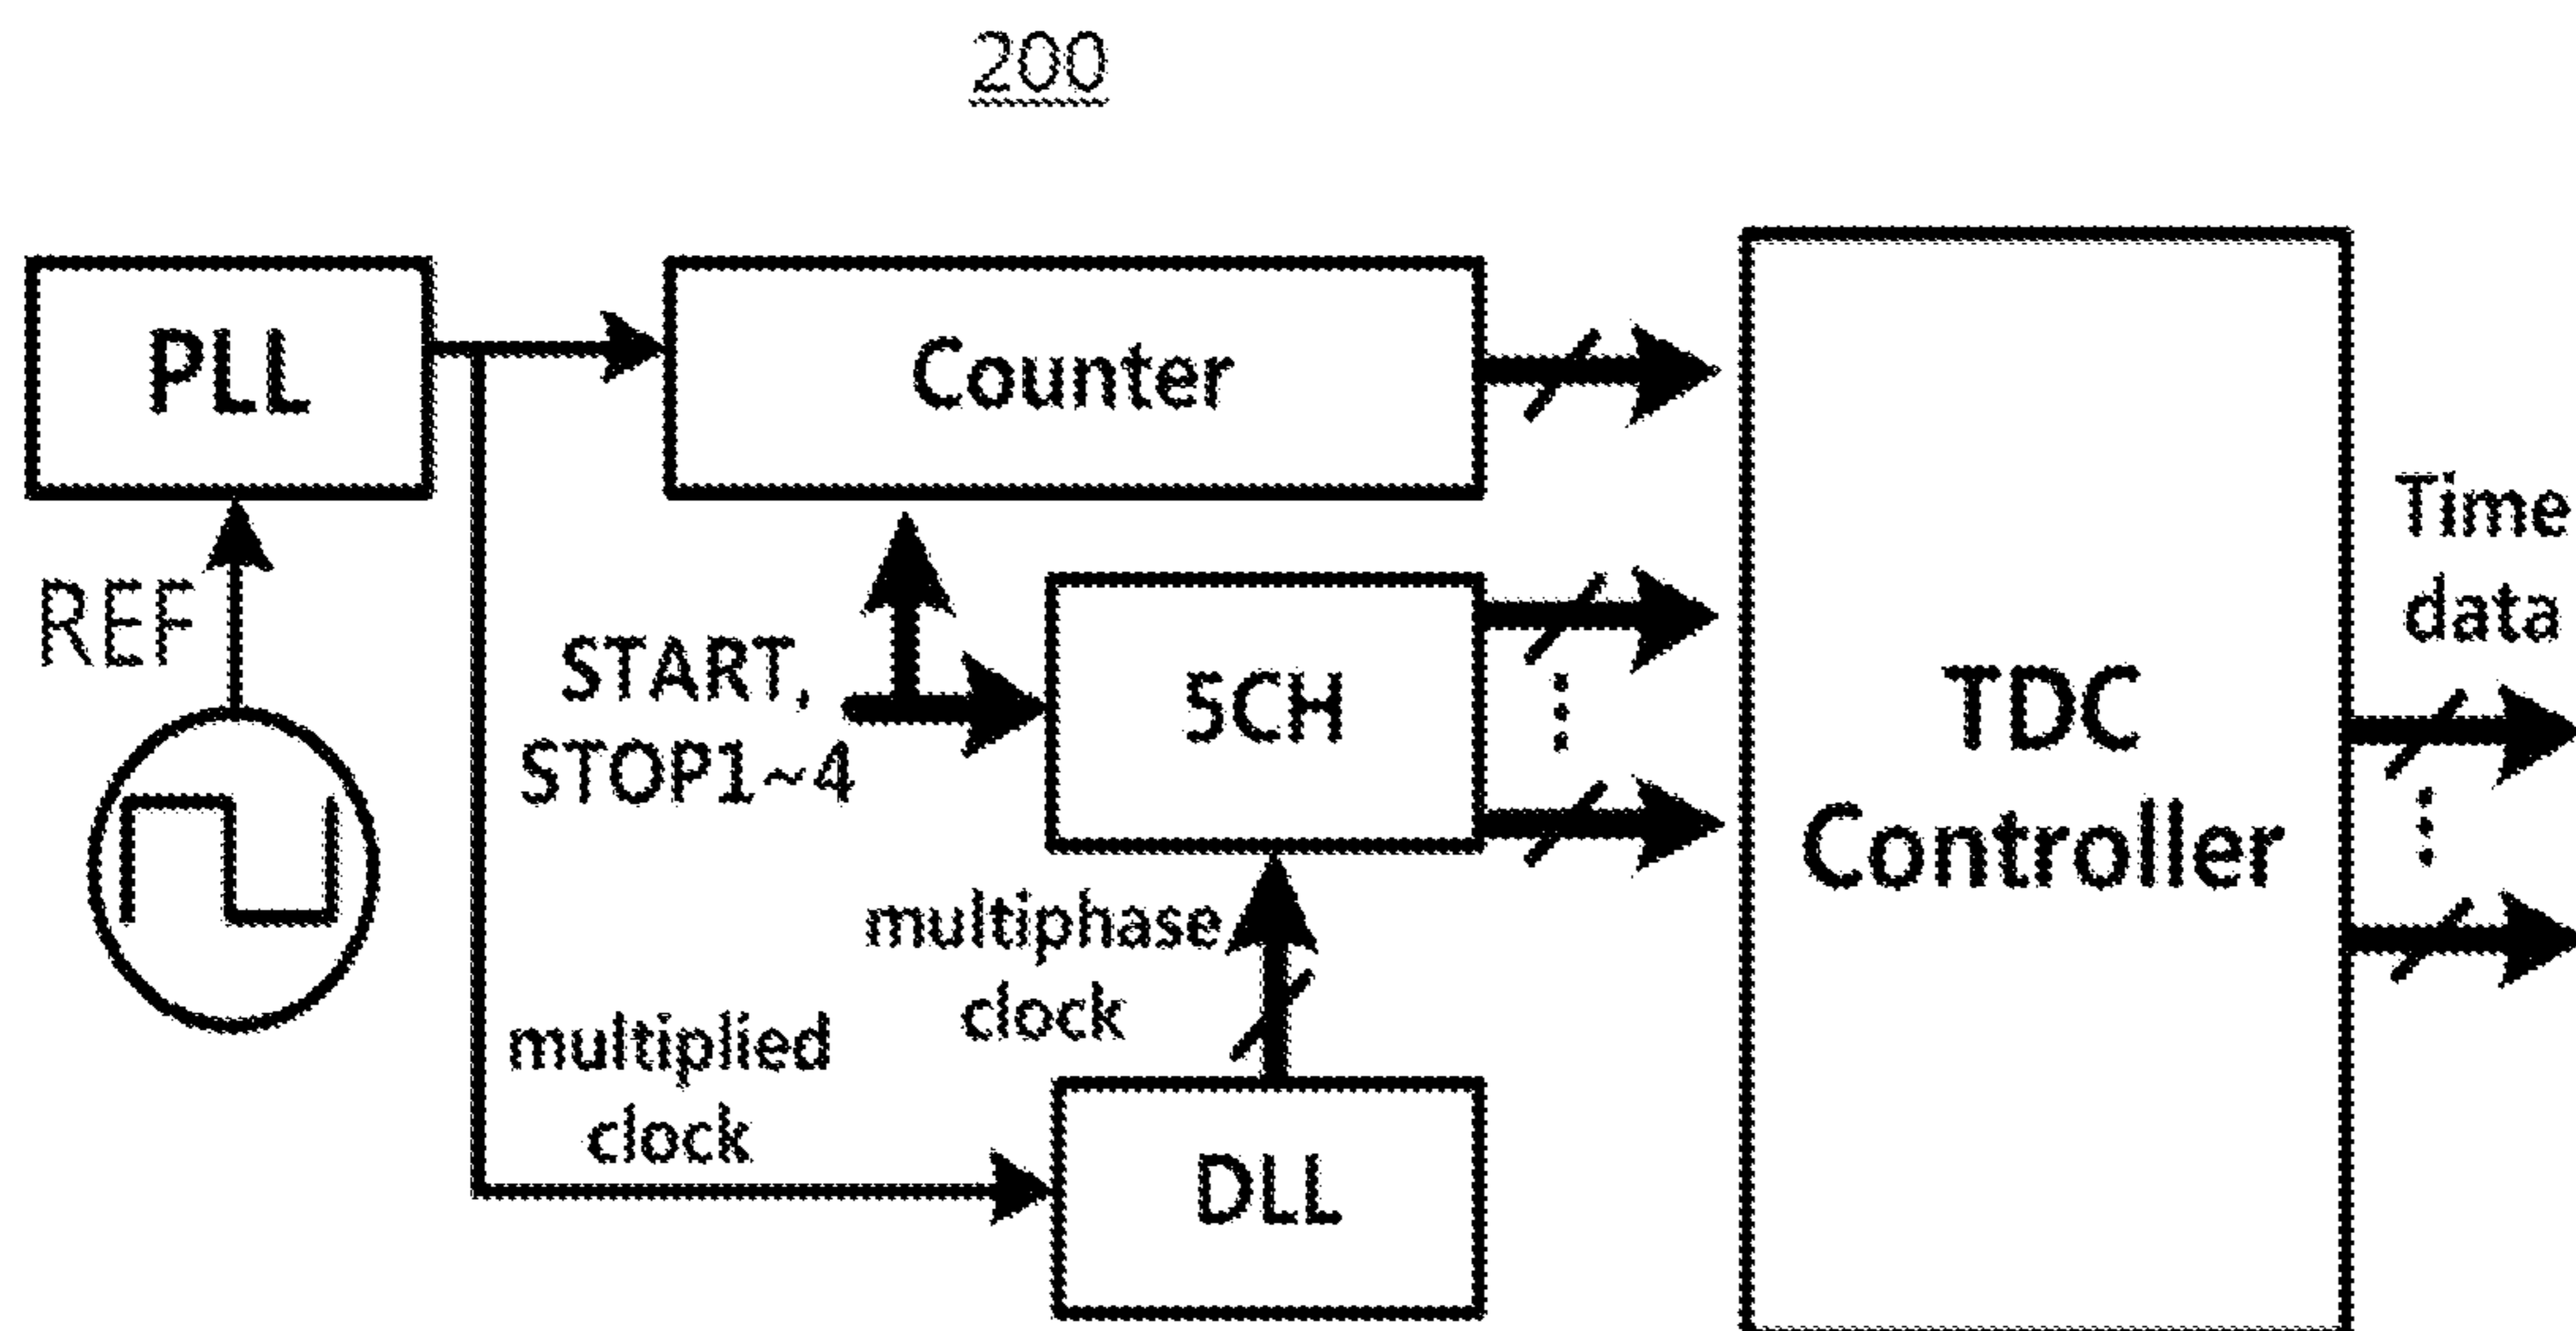 200
PLL
Counter
REF
START,
STOP1~4
5CH
TDC
Controller
Time
data
multiphase
clock
multiplied
clock
DLL